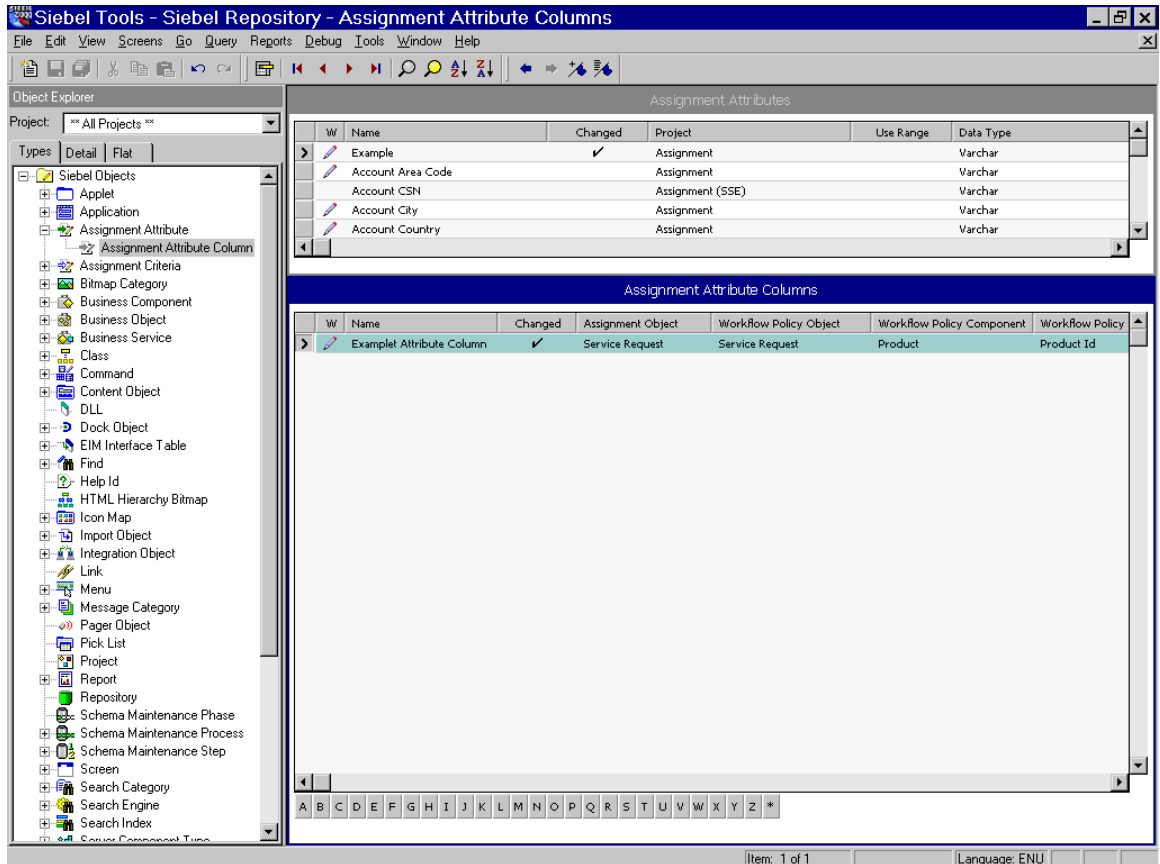 Siebel Tools - Siebel Repository - Assignment Attribute Columns
File Edit View Screens Go Query Reports Debug Tools Window Help
Object Explorer
Project: ** All Projects **
Types Detail Flat
Siebel Objects
Applet
Application
Assignment Attribute
Assignment Attribute Column
Assignment Criteria
Bitmap Category
Business Component
Business Object
Business Service
Class
Command
Content Object
DLL
Dock Object
EIM Interface Table
Find
Help Id
HTML Hierarchy Bitmap
Icon Map
Import Object
Integration Object
Link
Menu
Message Category
Pager Object
Pick List
Project
Report
Repository
Schema Maintenance Phase
Schema Maintenance Process
Schema Maintenance Step
Screen
Search Category
Search Engine
Search Index
Assignment Attributes
W Name Changed Project Use Range Data Type
Example Assignment Varchar
Account Area Code Assignment Varchar
Account CSN Assignment (SSE) Varchar
Account City Assignment Varchar
Account Country Assignment Varchar
Assignment Attribute Columns
W Name Changed Assignment Object Workflow Policy Object Workflow Policy Component Workflow Policy
Examplet Attribute Column Service Request Service Request Product Product Id
A B C D E F G H I J K L M N O P Q R S T U V W X Y Z *
Item: 1 of 1 Language: ENU